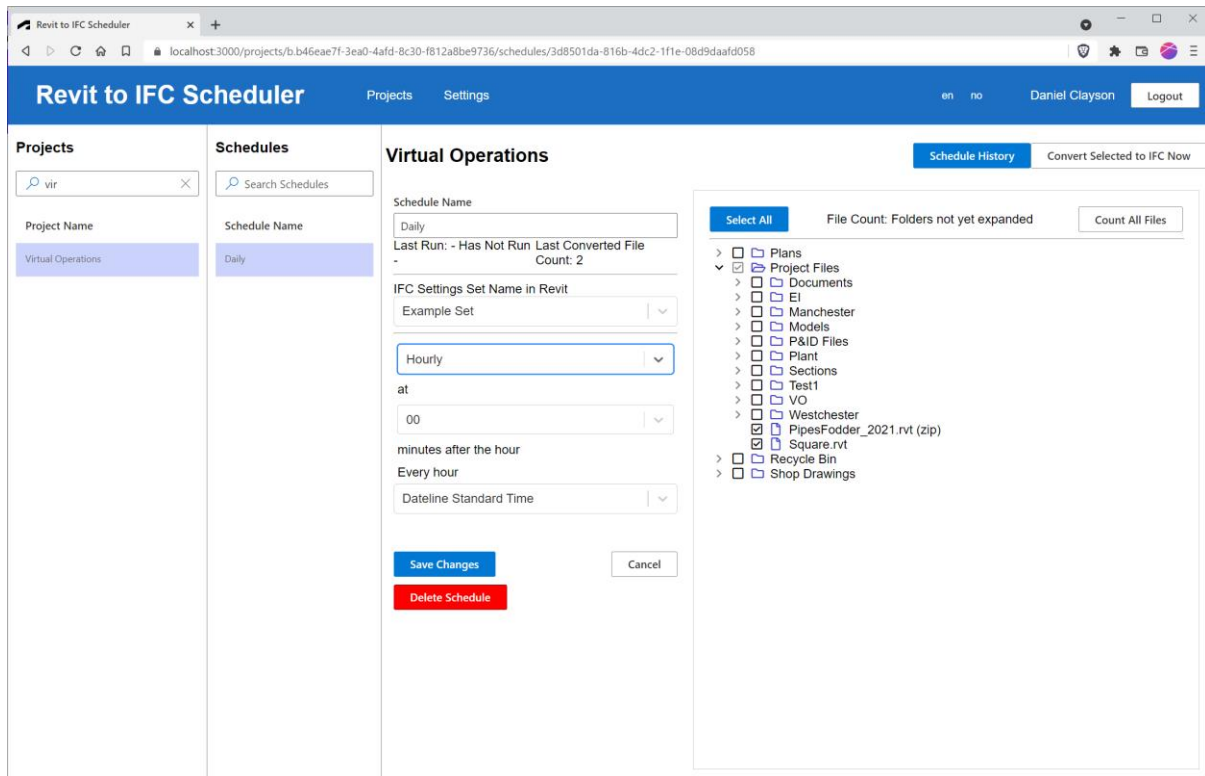 Revit to IFC Scheduler
localhost:3000/projects/b.b46eae7f-3ea0-4afd-8c30-f812a8be9736/schedules/3d8501da-816b-4dc2-1f1e-08d9daafd058
Revit to IFC Scheduler
Projects
Settings
en
no
Daniel Clayson
Logout
Projects
vir
Project Name
Virtual Operations
Schedules
Search Schedules
Schedule Name
Daily
Virtual Operations
Schedule History
Convert Selected to IFC Now
Schedule Name
Daily
Last Run: - Has Not Run
-
Last Converted File
Count: 2
IFC Settings Set Name in Revit
Example Set
Hourly
at
00
minutes after the hour
Every hour
Dateline Standard Time
Save Changes
Cancel
Delete Schedule
Select All
File Count: Folders not yet expanded
Count All Files
Plans
Project Files
Documents
EI
Manchester
Models
P&ID Files
Plant
Sections
Test1
VO
Westchester
PipesFodder_2021.rvt (zip)
Square.rvt
Recycle Bin
Shop Drawings